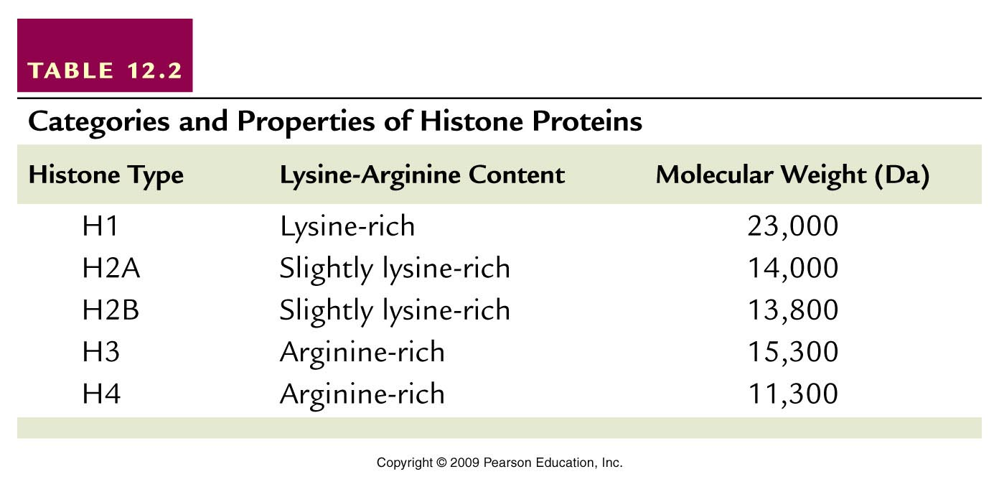 TABLE 12.2
Categories and Properties of Histone Proteins
Histone Type Lysine-Arginine Content Molecular Weight (Da)
H1 Lysine-rich 23,000
H2A Slightly lysine-rich 14,000
H2B Slightly lysine-rich 13,800
H3 Arginine-rich 15,300
H4 Arginine-rich 11,300
Copyright © 2009 Pearson Education, Inc.